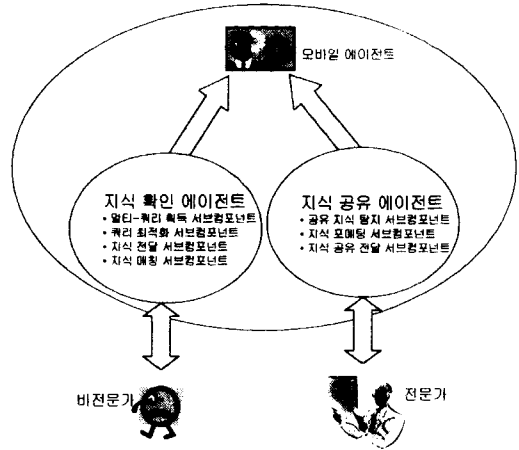 모바일 에이전트
지식 확인 에이전트
• 멀티-쿼리 획득 서브컴포넌트
• 쿼리 최적화 서브컴포넌트
• 지식 전달 서브컴포넌트
• 지식 매칭 서브컴포넌트
지식 공유 에이전트
• 공유 지식 탐지 서브컴포넌트
• 지식 포매팅 서브컴포넌트
• 지식 공유 전달 서브컴포넌트
비전문가
전문가